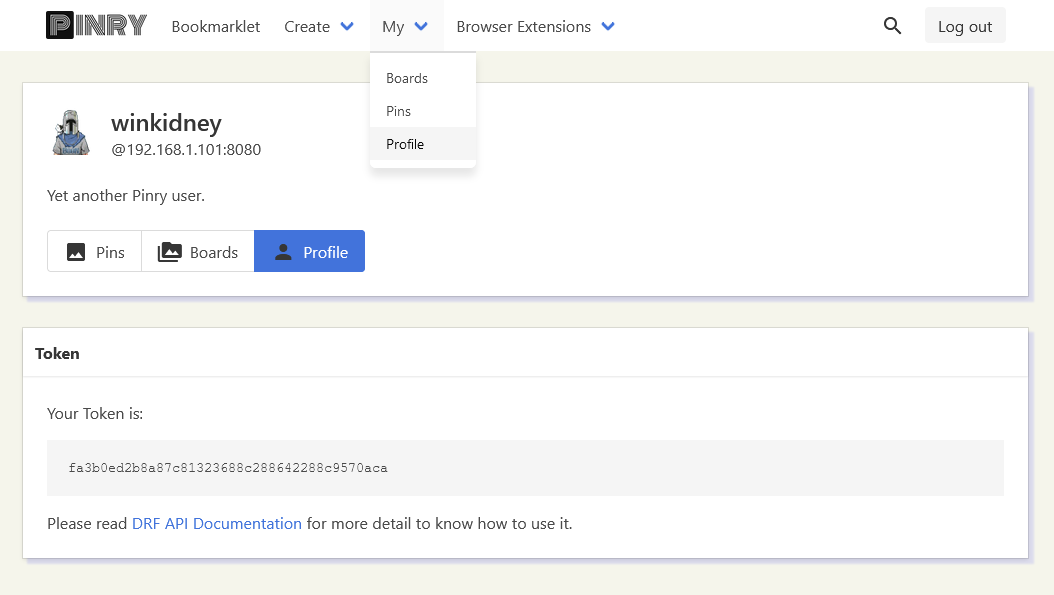 PINRY Bookmarklet Create My Browser Extensions Log out
Boards
Pins
Profile
winkidney
@192.168.1.101:8080
Yet another Pinry user.
Pins Boards Profile
Token
Your Token is:
fa3b0ed2b8a87c81323688c288642288c9570aca
Please read DRF API Documentation for more detail to know how to use it.